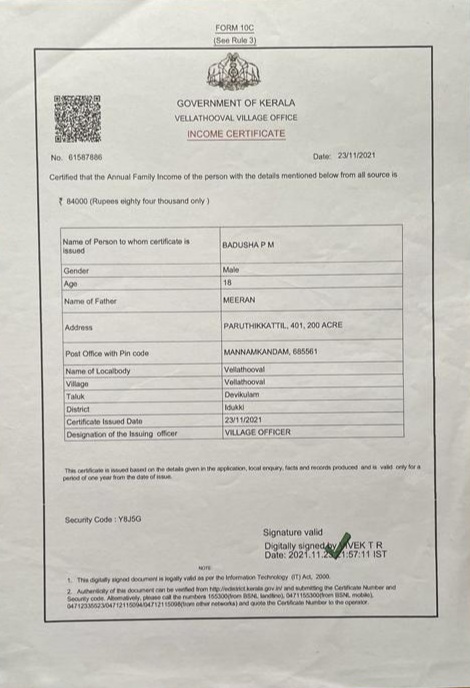 FORM 10C
(See Rule 3)
GOVERNMENT OF KERALA
VELLATHOOVAL VILLAGE OFFICE
INCOME CERTIFICATE
No. 61587886
Date: 23/11/2021
Certified that the Annual Family Income of the person with the details mentioned below from all source is
₹ 84000 (Rupees eighty four thousand only )
Name of Person to whom certificate is issued BADUSHA P M
Gender Male
Age 18
Name of Father MEERAN
Address PARUTHIKKATTIL, 401, 200 ACRE
Post Office with Pin code MANNAMKANDAM, 685561
Name of Localbody Vellathooval
Village Vellathooval
Taluk Devikulam
District Idukki
Certificate Issued Date 23/11/2021
Designation of the Issuing officer VILLAGE OFFICER
This certificate is issued based on the details given in the application, local enquiry, facts and records produced and is valid only for a
period of one year from the date of issue.
Security Code : Y8J5G
Signature valid
Digitally signed by VEK T R
Date: 2021.11.23 1:57:11 IST
NOTE
1. This digitally signed document is legally valid as per the Information Technology (IT) Act, 2000.
2. Authenticity of this document can be verified from http://edistrict.kerala.gov.in/ and submitting the Certificate Number and
Security code. Alternatively, please call the numbers 155300(from BSNL landline), 0471155300(from BSNL mobile),
(from other networks) and quote the Certificate Number to the operator.